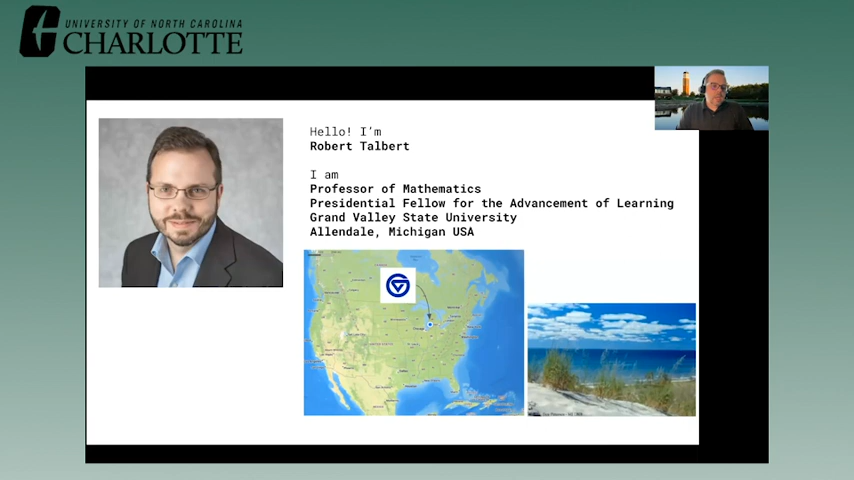 UNIVERSITY OF NORTH CAROLINA
CHARLOTTE
Hello! I'm
Robert Talbert
I am
Professor of Mathematics
Presidential Fellow for the Advancement of Learning
Grand Valley State University
Allendale, Michigan USA